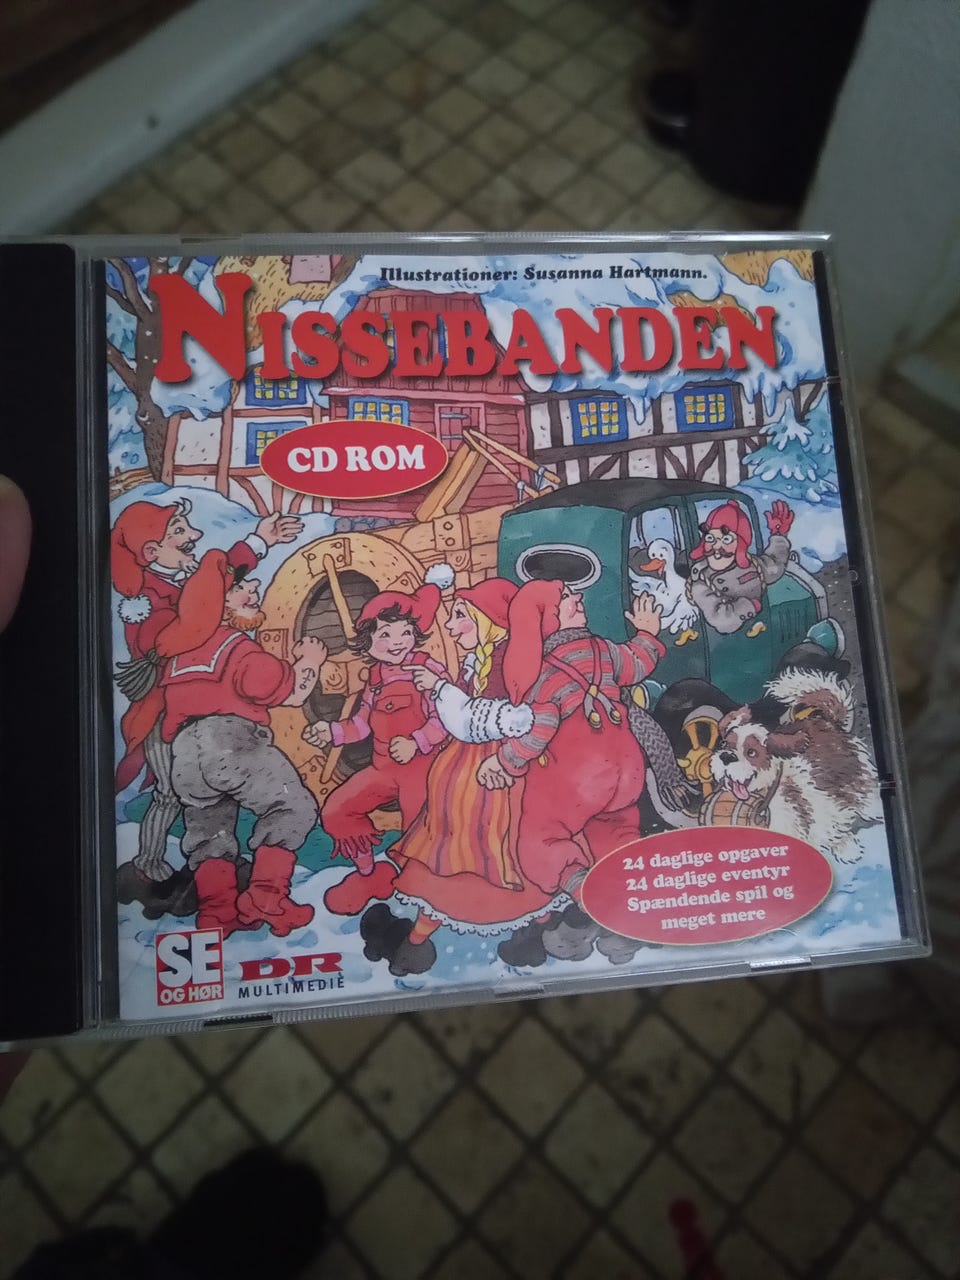 Illustrationer: Susanna Hartmann.
NISSEBANDEN
CD ROM
24 daglige opgaver
24 daglige eventyr
Spændende spil og
meget mere
SE
OG HØR
DR
MULTIMEDIE